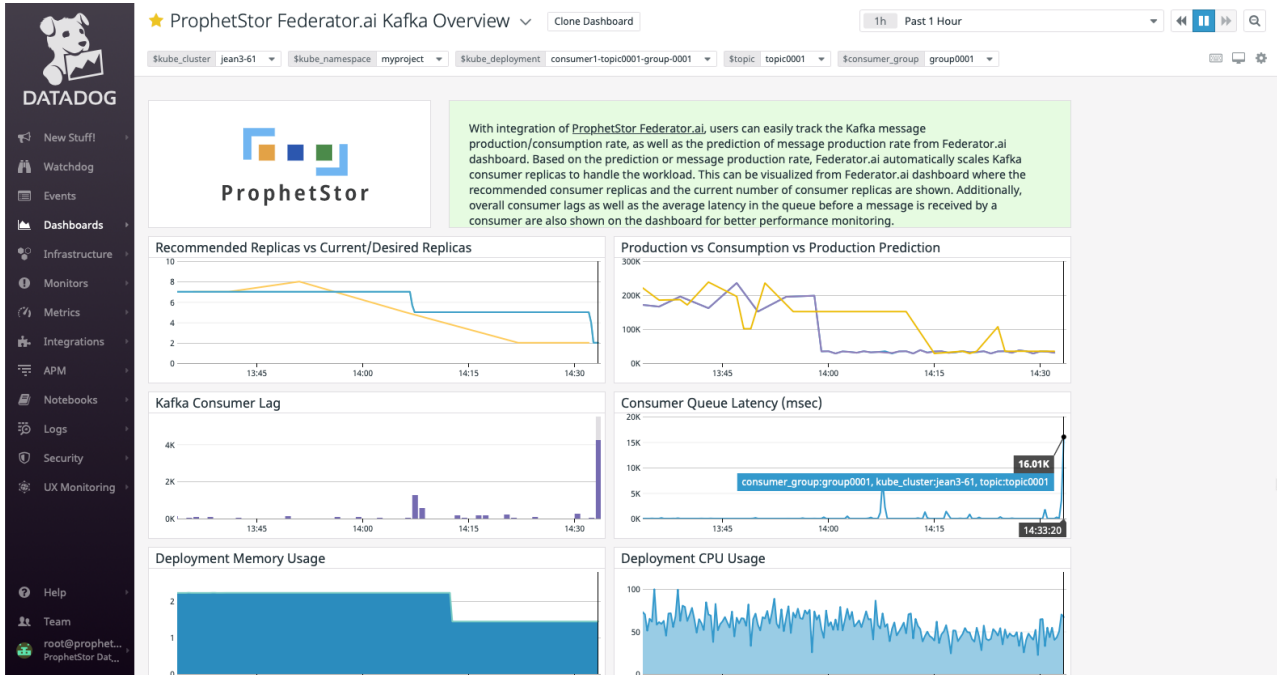 ProphetStor Federator.ai Kafka Overview
Clone Dashboard
1h Past 1 Hour
$kube_cluster jean3-61
$kube_namespace myproject
$kube_deployment consumer1-topic0001-group-0001
$topic topic0001
$consumer_group group0001
DATADOG
New Stuff!
Watchdog
Events
Dashboards
Infrastructure
Monitors
Metrics
Integrations
APM
Notebooks
Logs
Security
UX Monitoring
Help
Team
root@prophet...
ProphetStor Dat...
ProphetStor
With integration of ProphetStor Federator.ai, users can easily track the Kafka message
production/consumption rate, as well as the prediction of message production rate from Federator.ai
dashboard. Based on the prediction or message production rate, Federator.ai automatically scales Kafka
consumer replicas to handle the workload. This can be visualized from Federator.ai dashboard where the
recommended consumer replicas and the current number of consumer replicas are shown. Additionally,
overall consumer lags as well as the average latency in the queue before a message is received by a
consumer are also shown on the dashboard for better performance monitoring.
Recommended Replicas vs Current/Desired Replicas
10
8
6
4
2
0
13:45 14:00 14:15 14:30
Production vs Consumption vs Production Prediction
300K
200K
100K
0K
13:45 14:00 14:15 14:30
Kafka Consumer Lag
4K
2K
0K
13:45 14:00 14:15 14:30
Consumer Queue Latency (msec)
20K
15K
10K
5K
0K
16.01K
consumer_group:group0001, kube_cluster:jean3-61, topic:topic0001
13:45 14:00 14:15 14:33:20
Deployment Memory Usage
2
1
0
Deployment CPU Usage
100
50
0